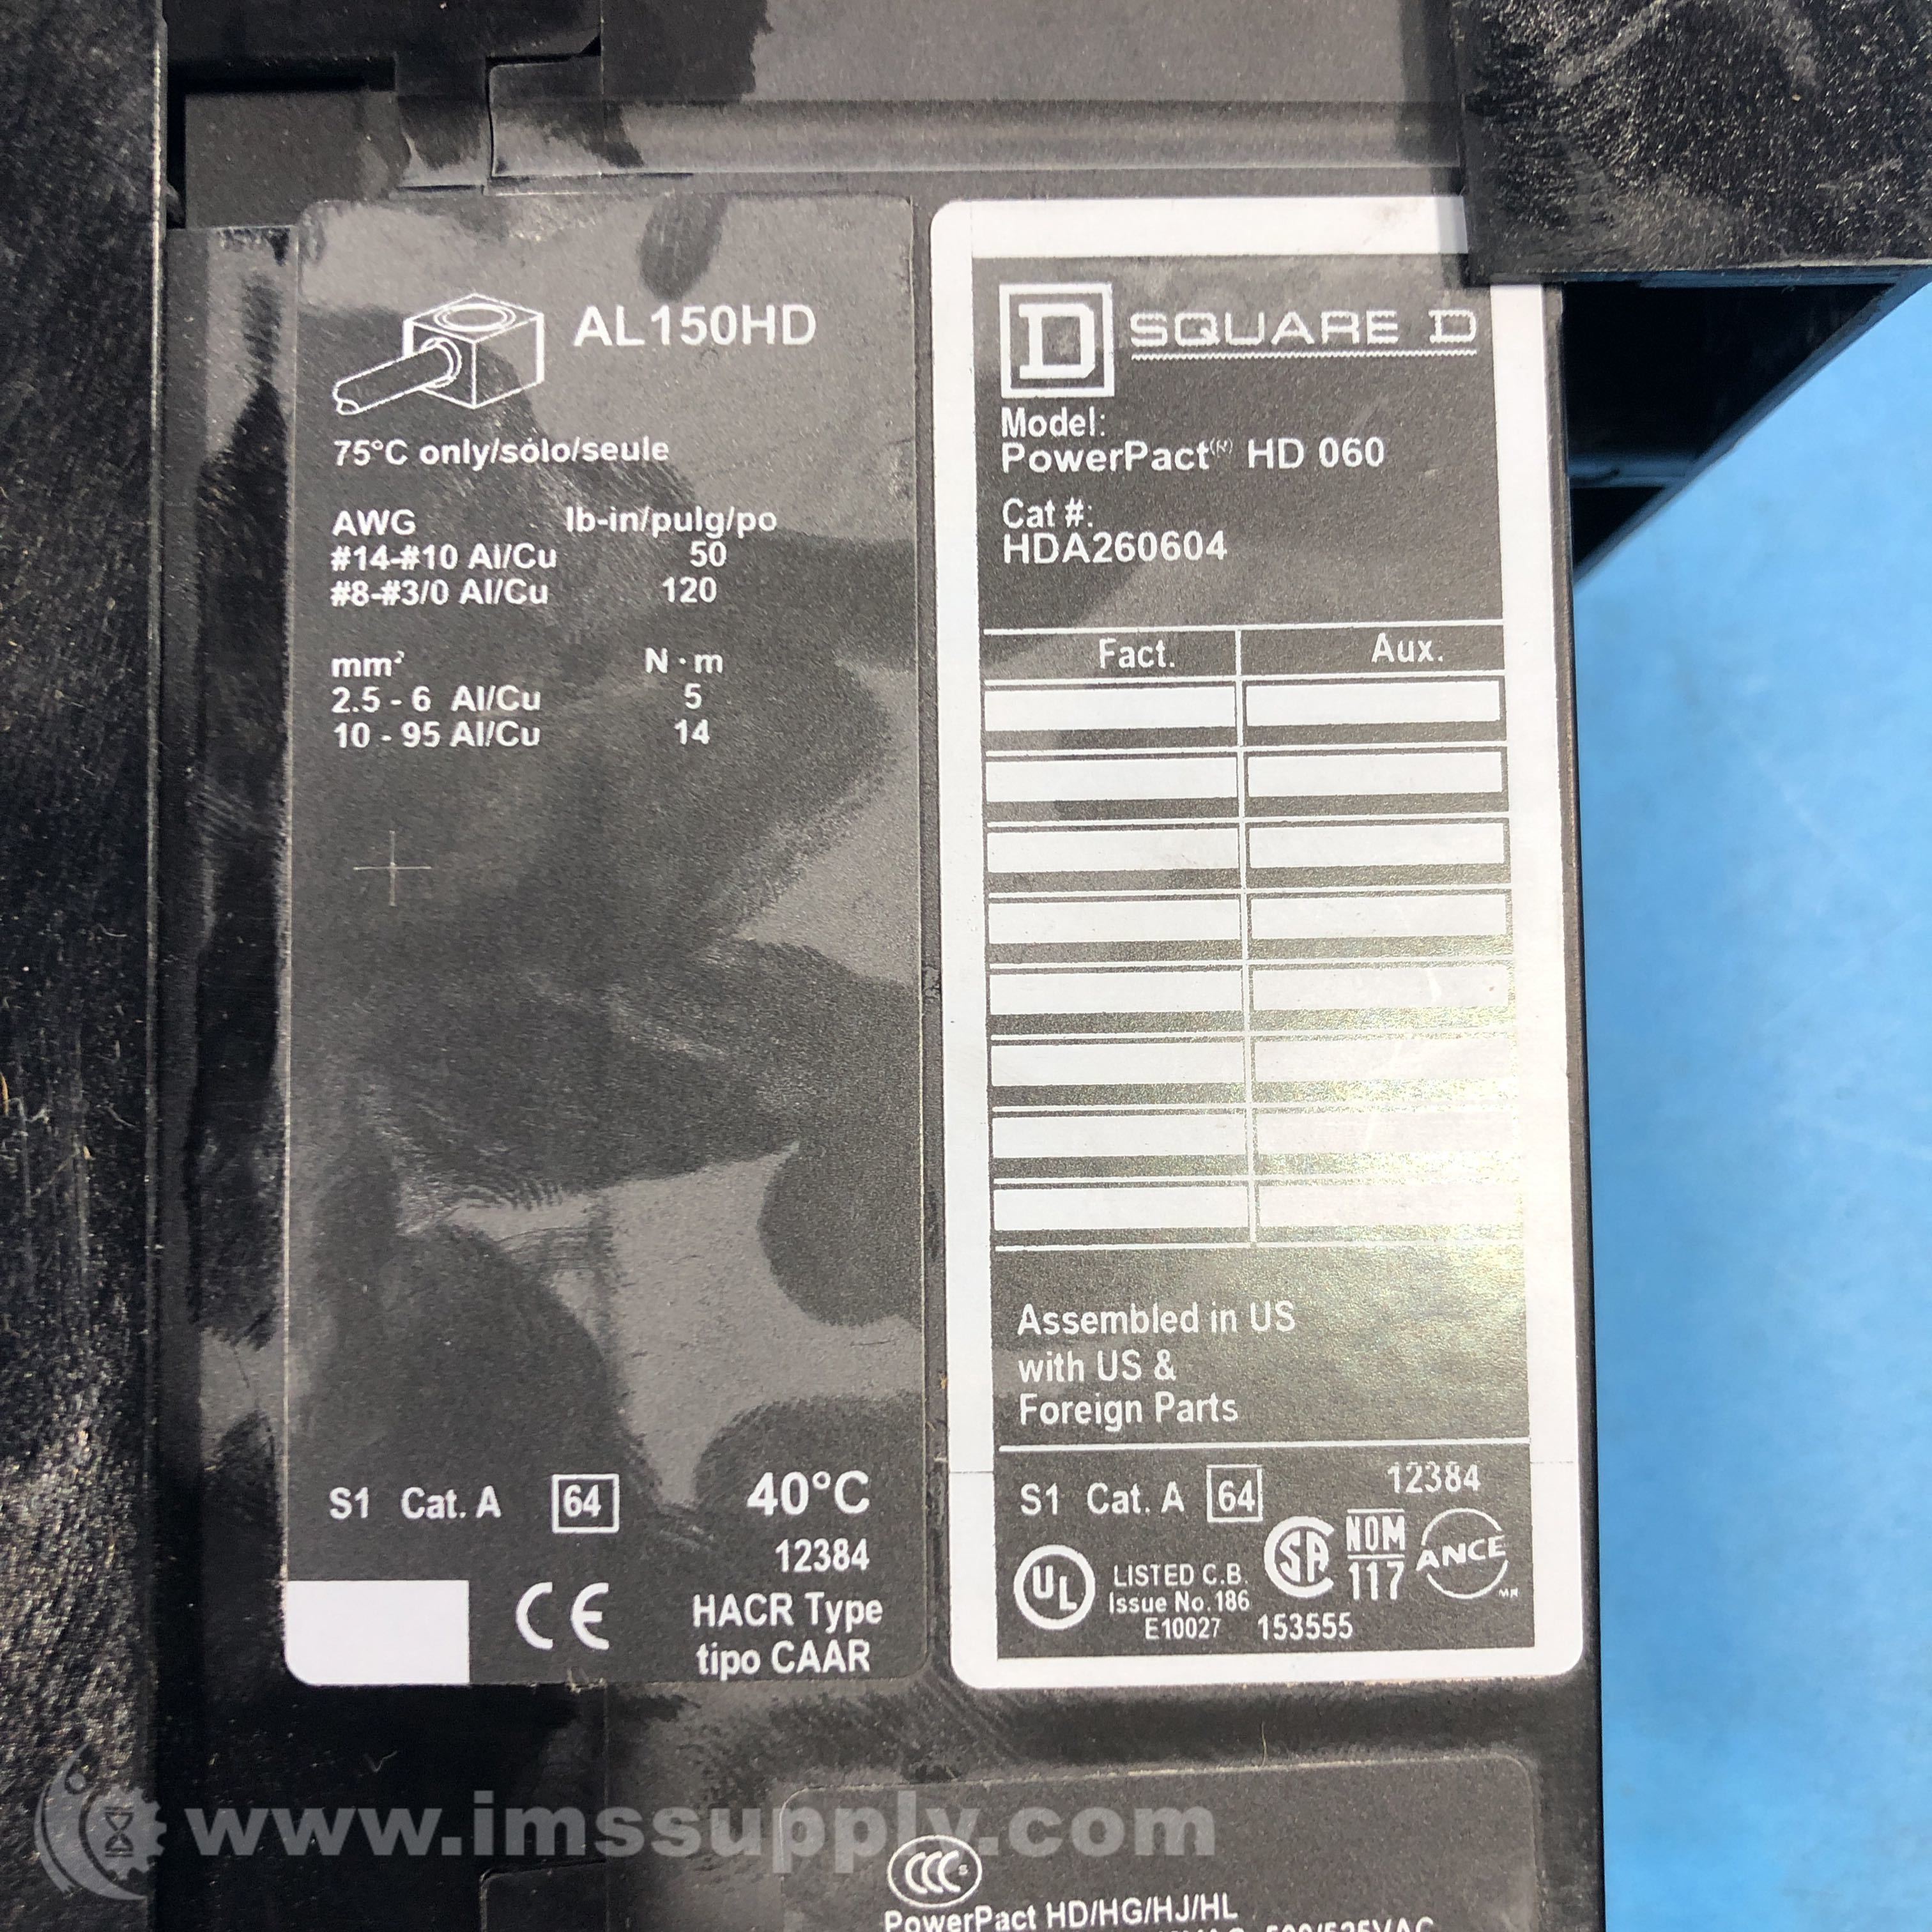 AL150HD
75°C only/sólo/seule
AWG lb-in/pulg/po
#14-#10 Al/Cu 50
#8-#3/0 Al/Cu 120
mm² N·m
2.5 - 6 Al/Cu 5
10 - 95 Al/Cu 14
S1 Cat. A 64 40°C
12384
CE HACR Type
tipo CAAR
D SQUARE D
Model:
PowerPact(R) HD 060
Cat #:
HDA260604
Fact. Aux.
Assembled in US
with US &
Foreign Parts
S1 Cat. A 64 12384
UL LISTED C.B.
Issue No. 186
E10027 153555
SA NOM
117 ANCE
www.imssupply.com
CCC S
PowerPact HD/HG/HJ/HL
500/525VAC